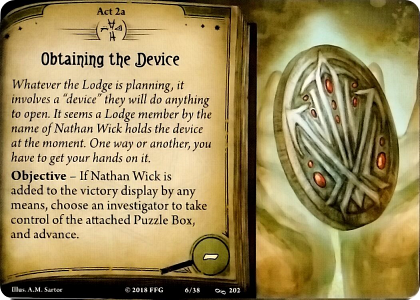 Act 2a
Obtaining the Device
Whatever the Lodge is planning, it
involves a "device" they will do anything
to open. It seems a Lodge member by the
name of Nathan Wick holds the device
at the moment. One way or another, you
have to get your hands on it.
Objective – If Nathan Wick is
added to the victory display by any
means, choose an investigator to take
control of the attached Puzzle Box,
and advance.
–
Illus. A.M. Sartor © 2018 FFG 6/38 202